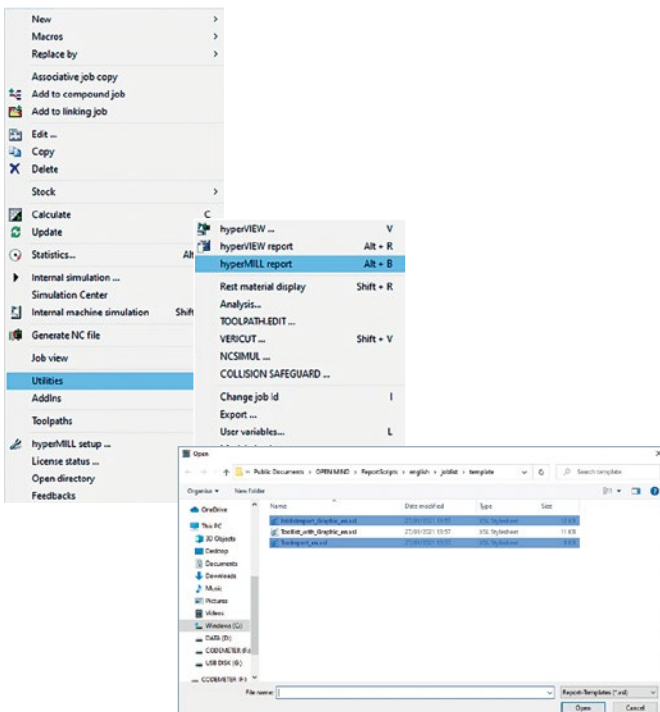 New
Macros
Replace by
Associative job copy
Add to compound job
Add to linking job
Edit ...
Copy
Delete
Stock
Calculate C
Update
Statistics... Alt
Internal simulation ...
Simulation Center
Internal machine simulation Shift
Generate NC file
Job view
Utilities
AddIns
Toolpaths
hyperMILL setup ...
License status ...
Open directory
Feedbacks
hyperVIEW ... V
hyperVIEW report Alt + R
hyperMILL report Alt + B
Rest material display Shift + R
Analysis...
TOOLPATH.EDIT ...
VERICUT ... Shift + V
NCSIMUL ...
COLLISION SAFEGUARD ...
Change job id I
Export ...
User variables... L
Open
Public Documents > OPEN MIND > ReportScripts > english > joblist > template
Search template
Organise New folder
Name Date modified Type Size
Toollist_with_Graphic_en.xsl 27/01/2021 13:57 XSL Stylesheet 11 KB
OneDrive
This PC
3D Objects
Desktop
Documents
Downloads
Music
Pictures
Videos
Windows (C:)
DATA (D:)
CODEMETER (F:)
USB DISK (G:)
CODEMETER (F:)
File name:
Report-Templates (*.xsl)
Open Cancel